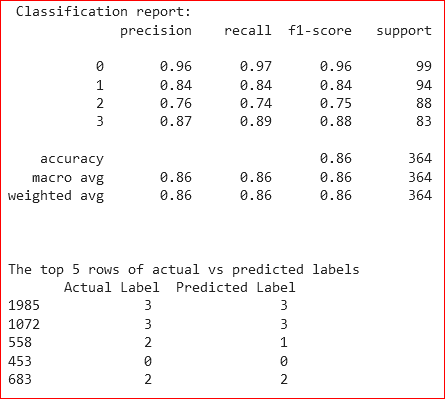 Classification report:
precision recall f1-score support
0 0.96 0.97 0.96 99
1 0.84 0.84 0.84 94
2 0.76 0.74 0.75 88
3 0.87 0.89 0.88 83
accuracy 0.86 364
macro avg 0.86 0.86 0.86 364
weighted avg 0.86 0.86 0.86 364
The top 5 rows of actual vs predicted labels
Actual Label Predicted Label
1985 3 3
1072 3 3
558 2 1
453 0 0
683 2 2